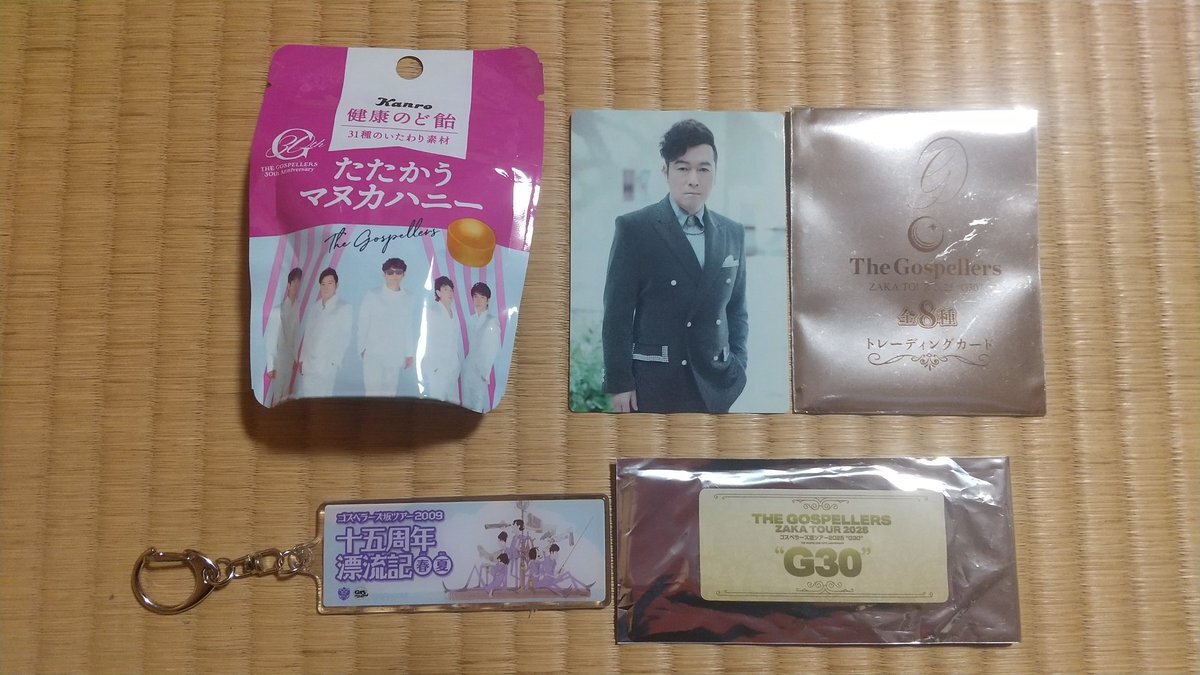 Kanro
健康のど飴
31種のいたわり素材
30th
THE GOSPELLERS
30th Anniversary
たたかう
マヌカハニー
The Gospellers
G
The Gospellers
ZAKA TOUR 2025 "G30"
全8種
トレーディングカード
ゴスペラーズ坂ツアー2009
十五周年
漂流記 春 夏
THE GOSPELLERS
ZAKA TOUR 2025
ゴスペラーズ坂ツアー2025 "G30"
"G30"